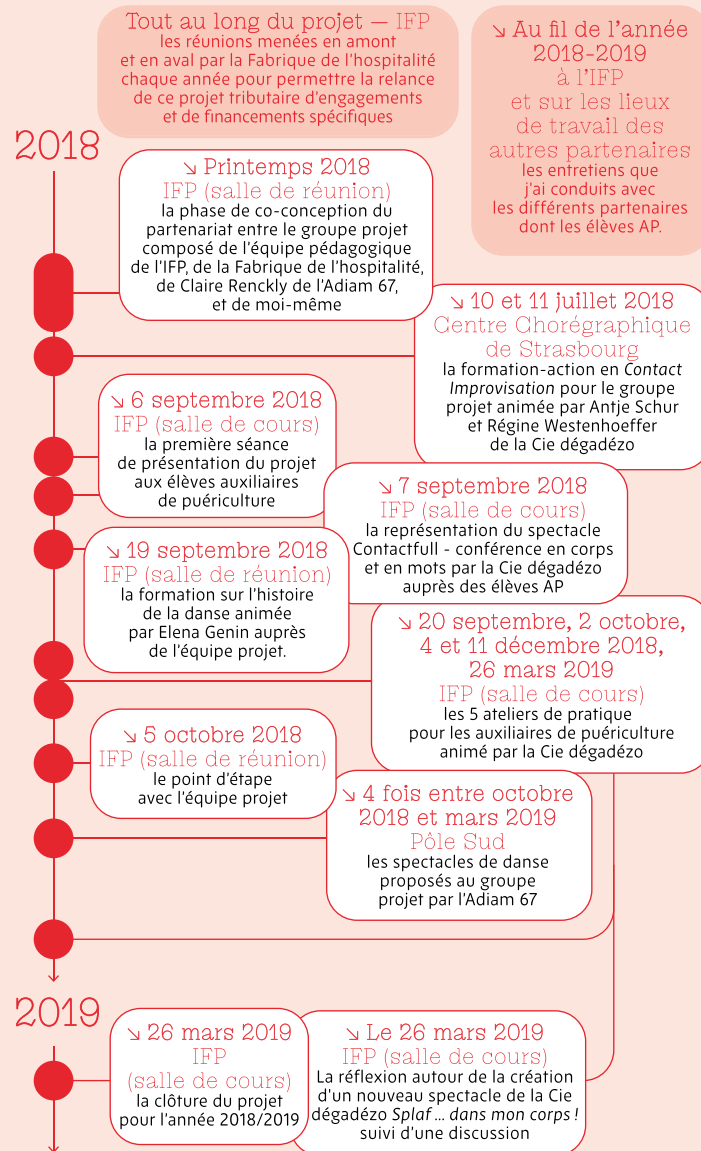 Tout au long du projet — IFP
les réunions menées en amont
et en aval par la Fabrique de l'hospitalité
chaque année pour permettre la relance
de ce projet tributaire d'engagements
et de financements spécifiques
↘ Au fil de l'année
2018-2019
à l'IFP
et sur les lieux
de travail des
autres partenaires
les entretiens que
j'ai conduits avec
les différents partenaires
dont les élèves AP.
2018
↘ Printemps 2018
IFP (salle de réunion)
la phase de co-conception du
partenariat entre le groupe projet
composé de l'équipe pédagogique
de l'IFP, de la Fabrique de l'hospitalité,
de Claire Renckly de l'Adiam 67,
et de moi-même
↘ 10 et 11 juillet 2018
Centre Chorégraphique
de Strasbourg
la formation-action en Contact
Improvisation pour le groupe
projet animée par Antje Schur
et Régine Westenhoeffer
de la Cie dégadézo
↘ 6 septembre 2018
IFP (salle de cours)
la première séance
de présentation du projet
aux élèves auxiliaires
de puériculture
↘ 7 septembre 2018
IFP (salle de cours)
la représentation du spectacle
Contactfull - conférence en corps
et en mots par la Cie dégadézo
auprès des élèves AP
↘ 19 septembre 2018
IFP (salle de réunion)
la formation sur l'histoire
de la danse animée
par Elena Genin auprès
de l'équipe projet.
↘ 20 septembre, 2 octobre,
4 et 11 décembre 2018,
26 mars 2019
IFP (salle de cours)
les 5 ateliers de pratique
pour les auxiliaires de puériculture
animé par la Cie dégadézo
↘ 5 octobre 2018
IFP (salle de réunion)
le point d'étape
avec l'équipe projet
↘ 4 fois entre octobre
2018 et mars 2019
Pôle Sud
les spectacles de danse
proposés au groupe
projet par l'Adiam 67
2019
↘ 26 mars 2019
IFP
(salle de cours)
la clôture du projet
pour l'année 2018/2019
↘ Le 26 mars 2019
IFP (salle de cours)
La réflexion autour de la création
d'un nouveau spectacle de la Cie
dégadézo Splaf ... dans mon corps !
suivi d'une discussion